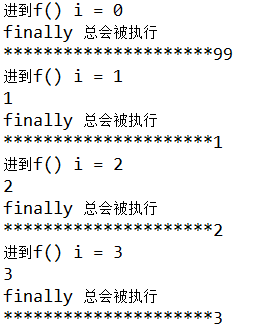 进到f() i = 0
finally 总会被执行
*********************99
进到f() i = 1
1
finally 总会被执行
*********************1
进到f() i = 2
2
finally 总会被执行
*********************2
进到f() i = 3
3
finally 总会被执行
*********************3